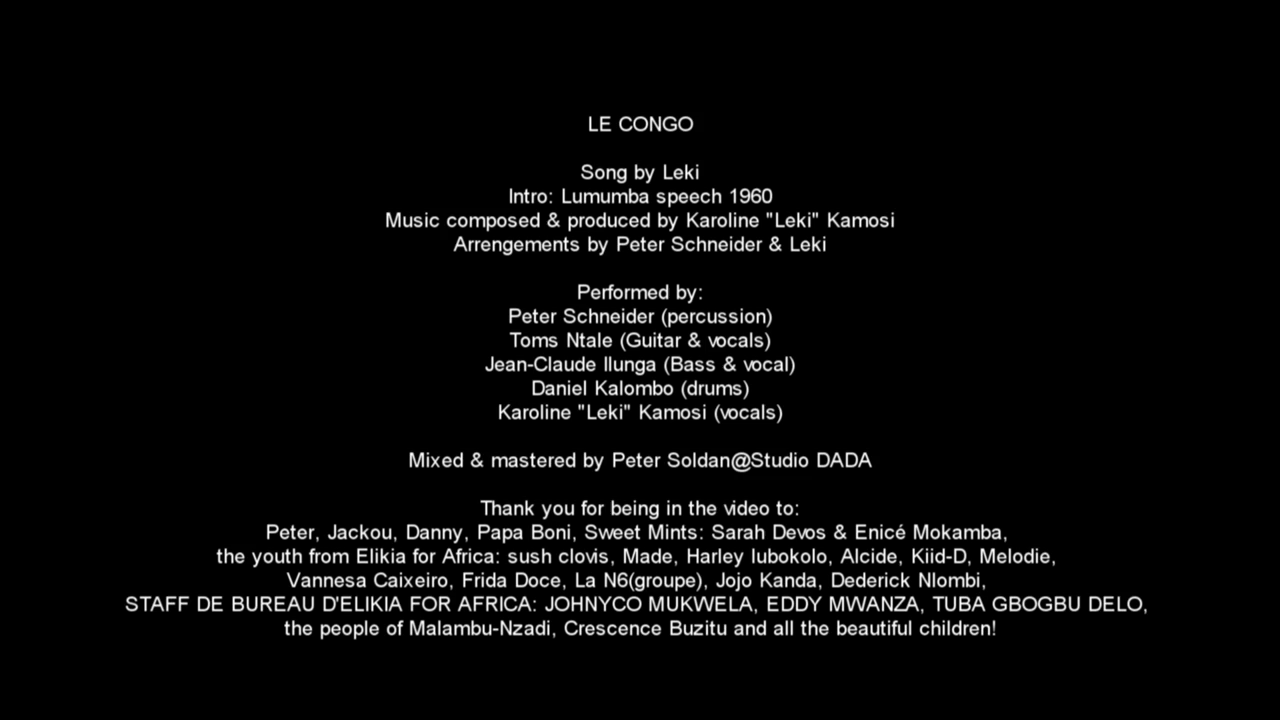 LE CONGO
Song by Leki
Intro: Lumumba speech 1960
Music composed & produced by Karoline "Leki" Kamosi
Arrengements by Peter Schneider & Leki
Performed by:
Peter Schneider (percussion)
Toms Ntale (Guitar & vocals)
Jean-Claude Ilunga (Bass & vocal)
Daniel Kalombo (drums)
Karoline "Leki" Kamosi (vocals)
Mixed & mastered by Peter Soldan@Studio DADA
Thank you for being in the video to:
Peter, Jackou, Danny, Papa Boni, Sweet Mints: Sarah Devos & Enicé Mokamba,
the youth from Elikia for Africa: sush clovis, Made, Harley lubokolo, Alcide, Kiid-D, Melodie,
Vannesa Caixeiro, Frida Doce, La N6(groupe), Jojo Kanda, Dederick Nlombi,
STAFF DE BUREAU D'ELIKIA FOR AFRICA: JOHNYCO MUKWELA, EDDY MWANZA, TUBA GBOGBU DELO,
the people of Malambu-Nzadi, Crescence Buzitu and all the beautiful children!